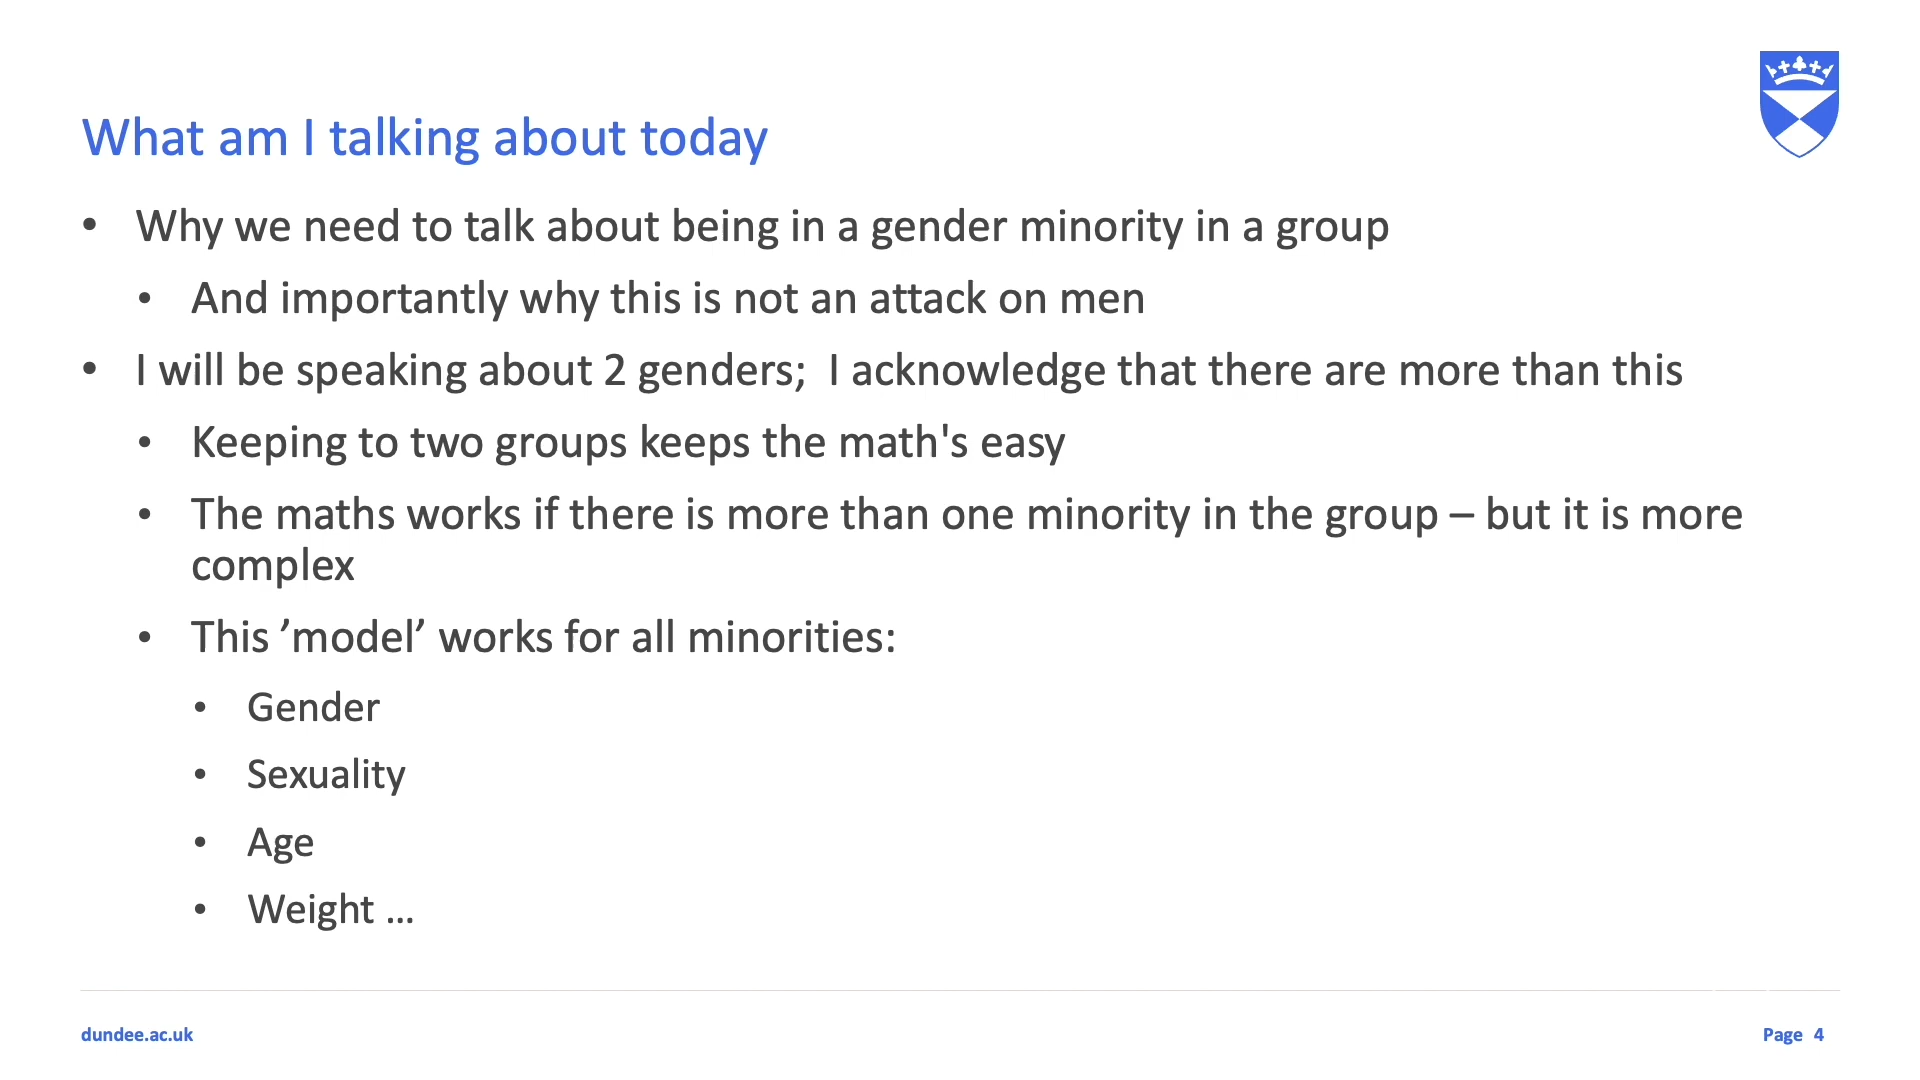 What am I talking about today
• Why we need to talk about being in a gender minority in a group
• And importantly why this is not an attack on men
• I will be speaking about 2 genders;  I acknowledge that there are more than this
• Keeping to two groups keeps the math's easy
• The maths works if there is more than one minority in the group – but it is more
complex
• This ’model’ works for all minorities:
• Gender
• Sexuality
• Age
• Weight ...
dundee.ac.uk
Page 4